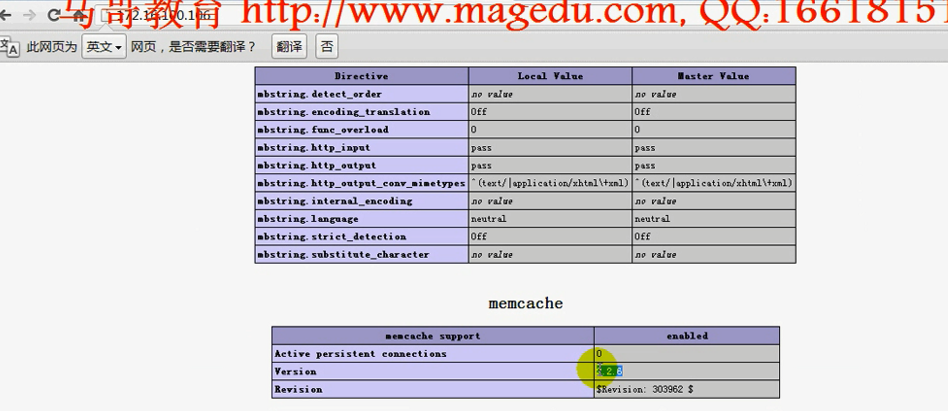 马哥教育 http://www.magedu.com, QQ:16618151
172.16.100.106
此网页为 英文 网页，是否需要翻译？ 翻译 否
Directive Local Value Master Value
mbstring.detect_order no value no value
mbstring.encoding_translation Off Off
mbstring.func_overload 0 0
mbstring.http_input pass pass
mbstring.http_output pass pass
mbstring.http_output_conv_mimetypes ^(text/|application/xhtml\+xml) ^(text/|application/xhtml\+xml)
mbstring.internal_encoding no value no value
mbstring.language neutral neutral
mbstring.strict_detection Off Off
mbstring.substitute_character no value no value
memcache
memcache support enabled
Active persistent connections 0
Version 2.2.6
Revision $Revision: 303962 $